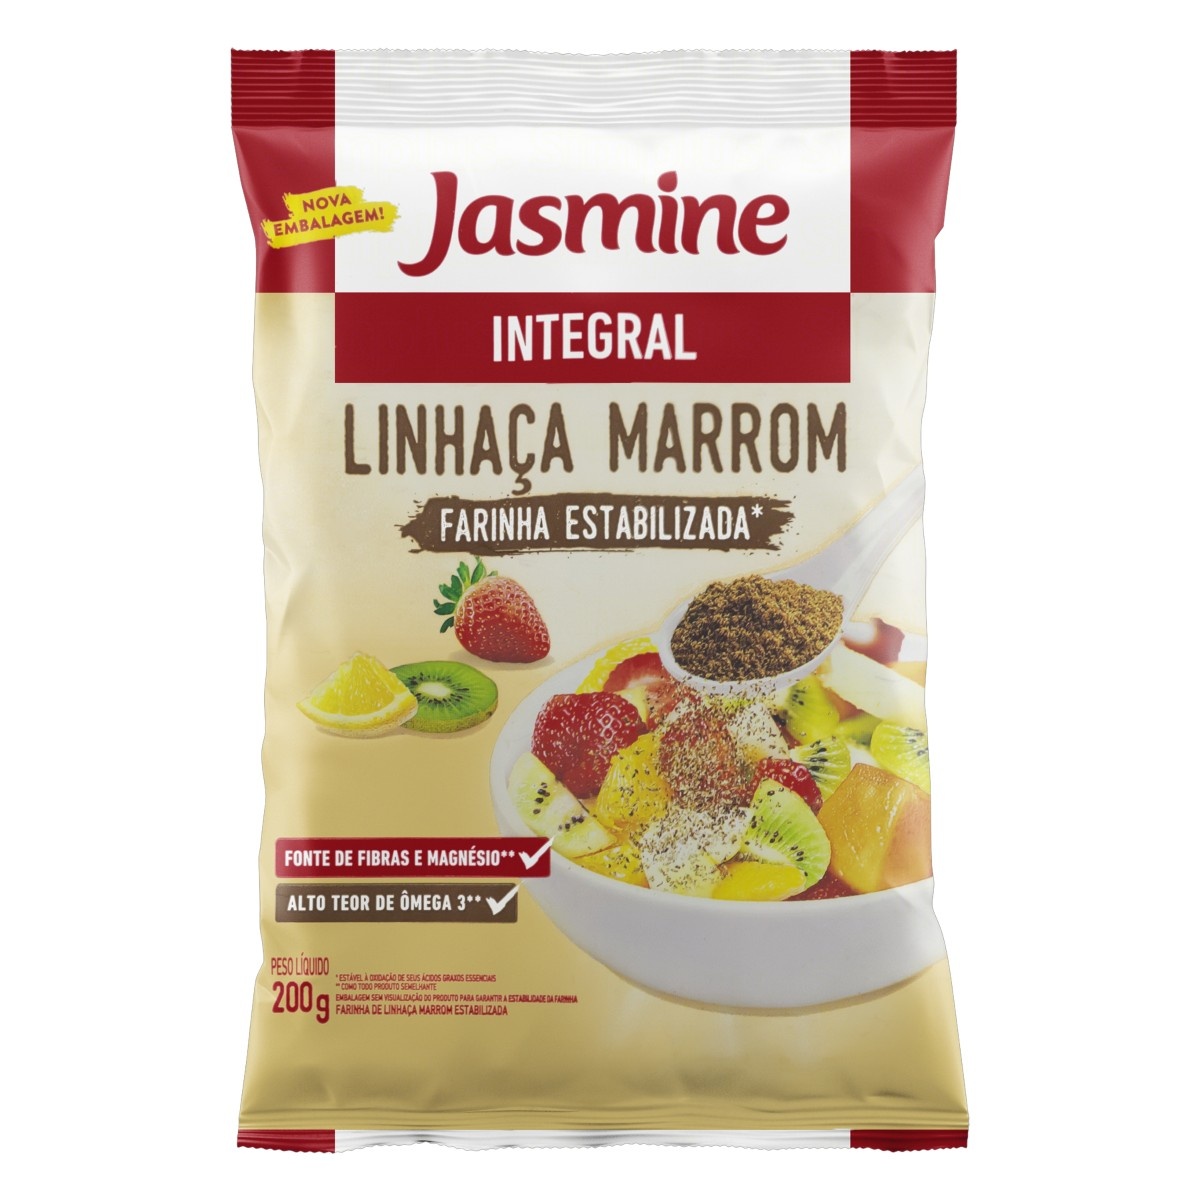 NOVA
EMBALAGEM!
Jasmine
INTEGRAL
LINHAÇA MARROM
FARINHA ESTABILIZADA*
FONTE DE FIBRAS E MAGNÉSIO**
ALTO TEOR DE ÔMEGA 3**
PESO LÍQUIDO
200g
*ESTÁVEL À OXIDAÇÃO DE SEUS ÁCIDOS GRAXOS ESSENCIAIS
**COMO TODO PRODUTO SEMELHANTE
EMBALAGEM SEM VISUALIZAÇÃO DO PRODUTO PARA GARANTIR A ESTABILIDADE DA FARINHA
FARINHA DE LINHAÇA MARROM ESTABILIZADA